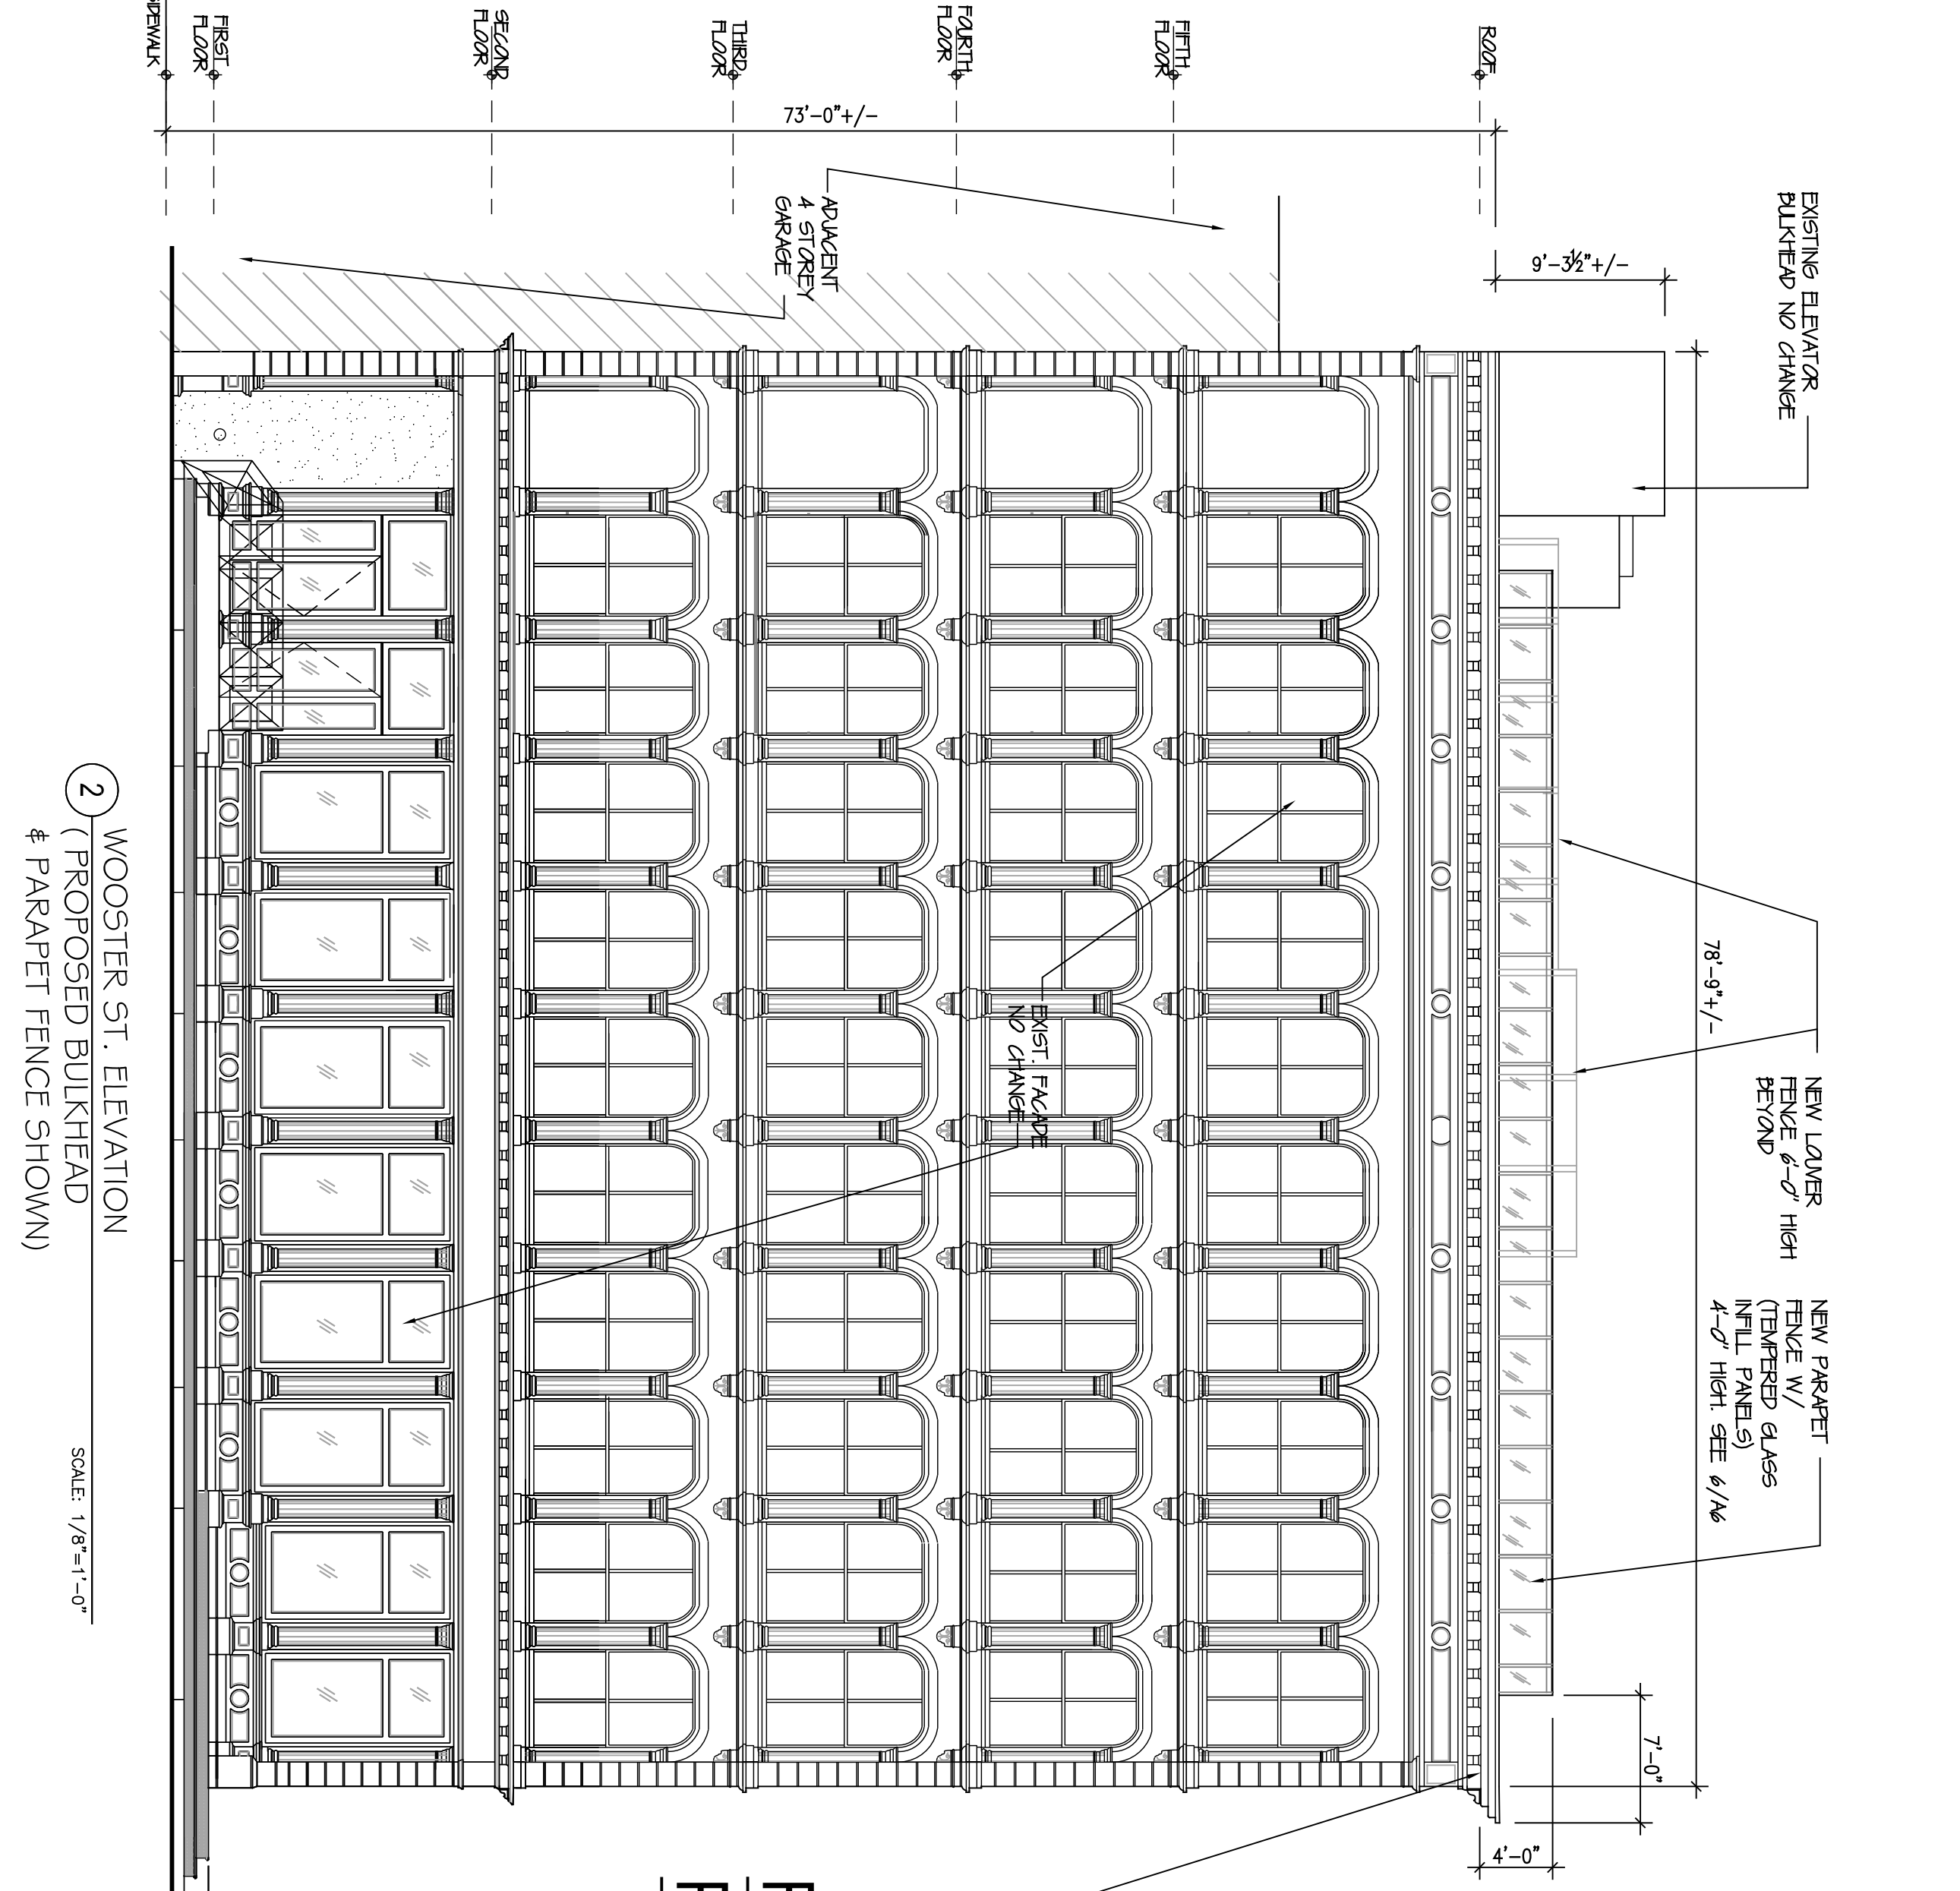 EXISTING ELEVATOR
BULKHEAD NO CHANGE
NEW LOUVER
FENCE 6'-0" HIGH
BEYOND
NEW PARAPET
FENCE W/
(TEMPERED GLASS
INFILL PANELS)
4'-0" HIGH. SEE 6/A6
78'-9"+/-
7'-0"
9'-3½"+/-
4'-0"
ROOF
FIFTH
FLOOR
FOURTH
FLOOR
THIRD
FLOOR
SECOND
FLOOR
FIRST
FLOOR
SIDEWALK
73'-0"+/-
ADJACENT
4 STOREY
GARAGE
EXIST. FACADE
NO CHANGE
2
WOOSTER ST. ELEVATION
(PROPOSED BULKHEAD
& PARAPET FENCE SHOWN)
SCALE: 1/8"=1'-0"